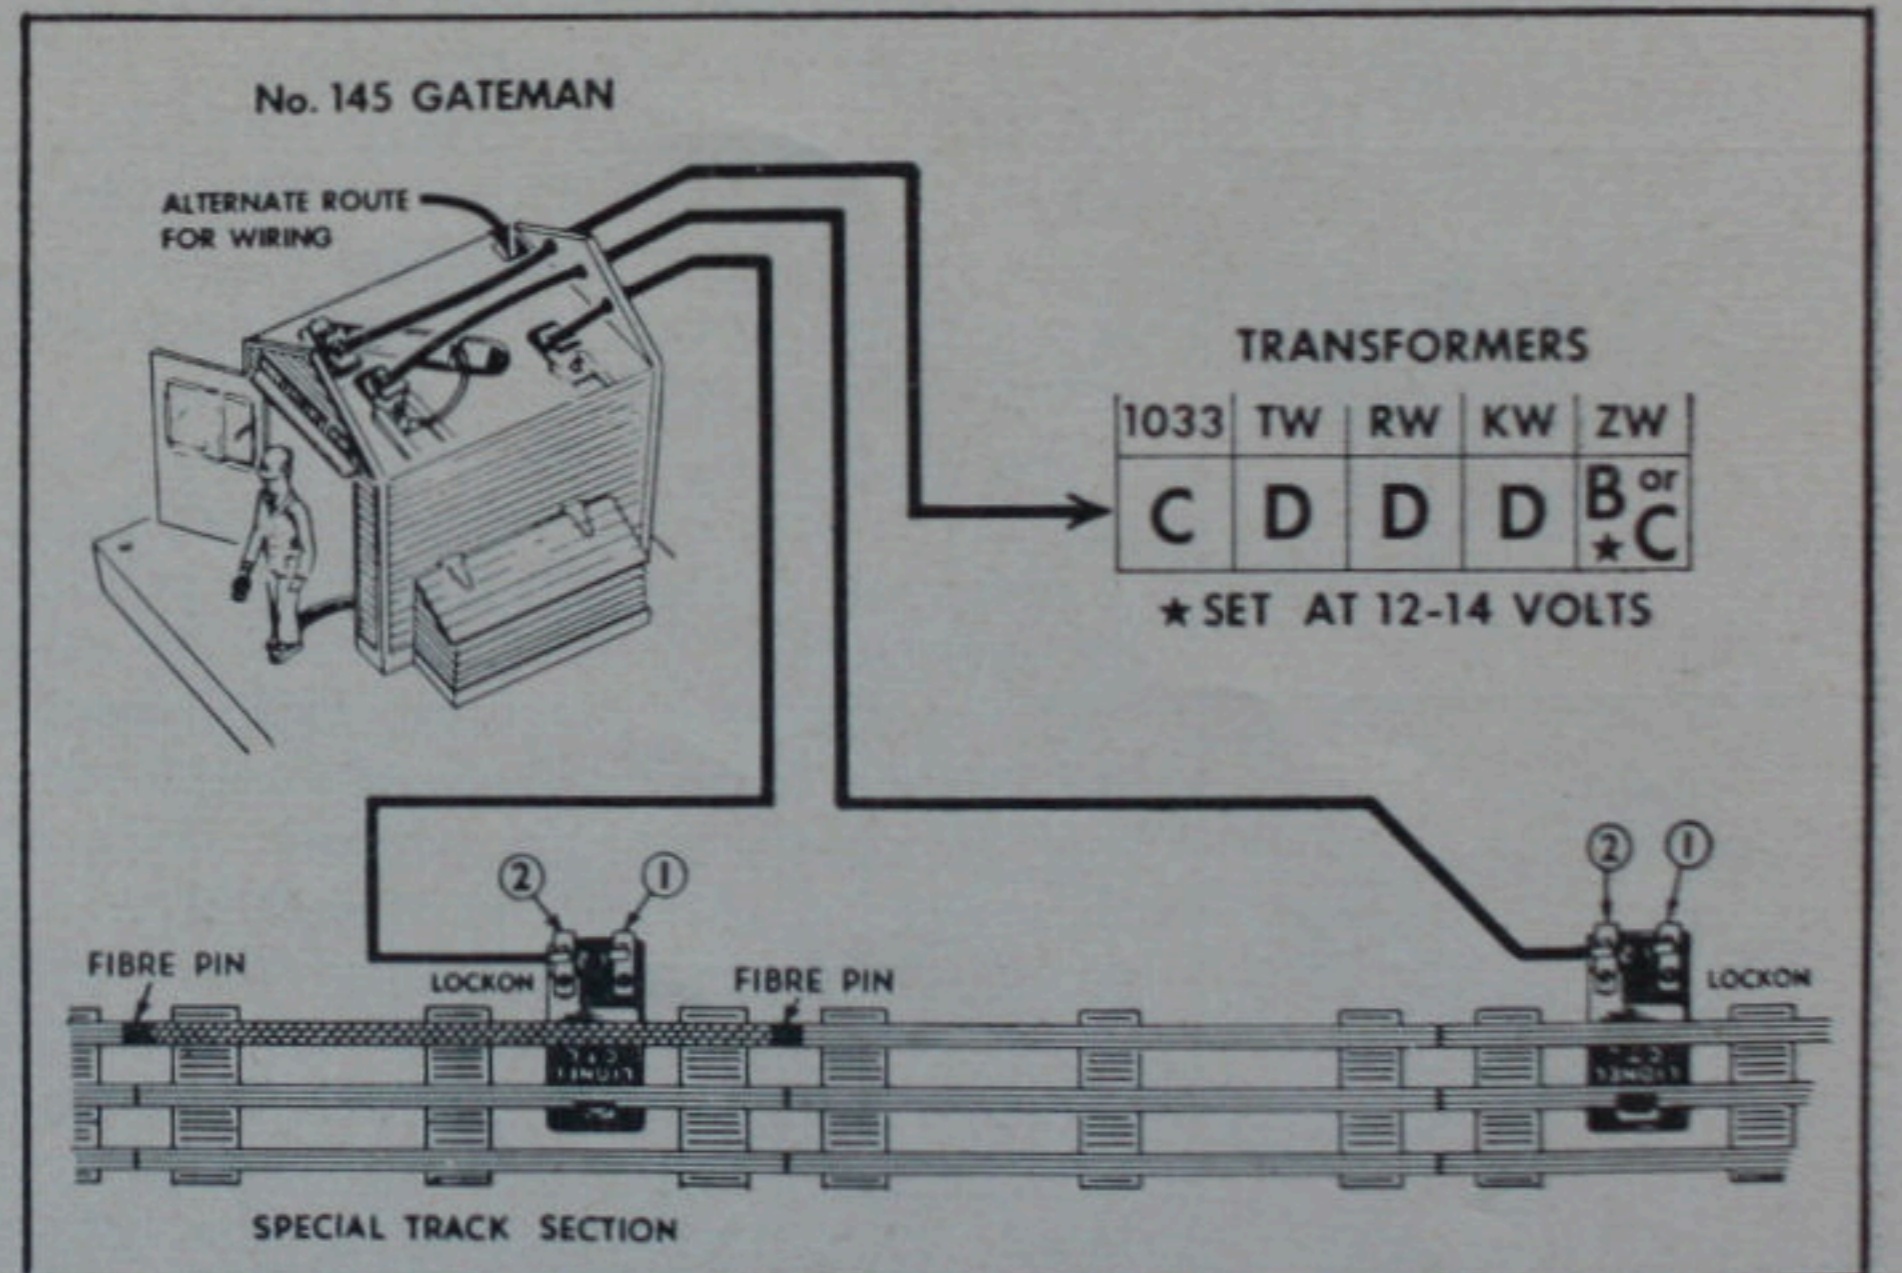 No. 145 GATEMAN
ALTERNATE ROUTE
FOR WIRING
TRANSFORMERS
1033 TW RW KW ZW
C D D D B or C
★
★ SET AT 12-14 VOLTS
2 1
2 1
FIBRE PIN
LOCKON
FIBRE PIN
LOCKON
LIONEL
SPECIAL TRACK SECTION